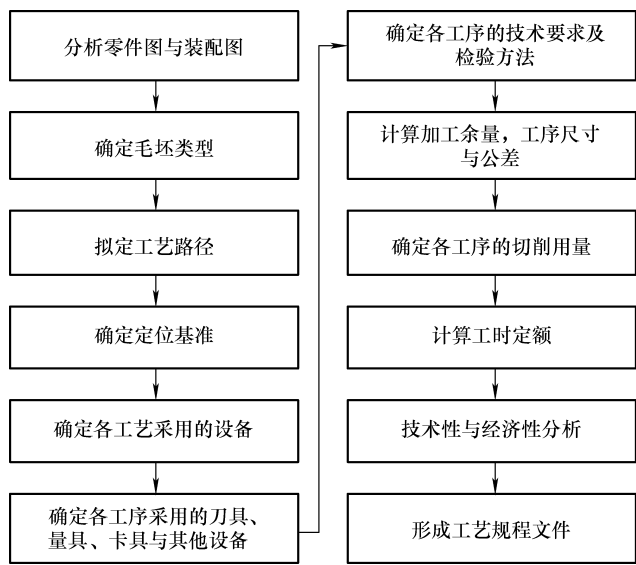 分析零件图与装配图
确定毛坯类型
拟定工艺路径
确定定位基准
确定各工艺采用的设备
确定各工序采用的刀具、
量具、卡具与其他设备
确定各工序的技术要求及
检验方法
计算加工余量，工序尺寸
与公差
确定各工序的切削用量
计算工时定额
技术性与经济性分析
形成工艺规程文件